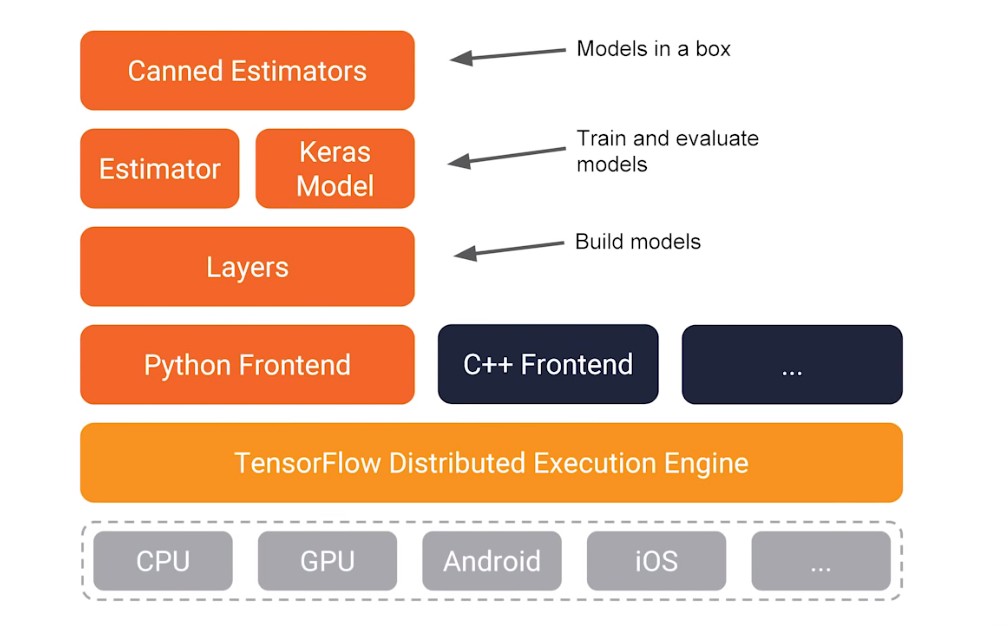 Canned Estimators
Models in a box
Estimator
Keras
Model
Train and evaluate
models
Layers
Build models
Python Frontend
C++ Frontend
...
TensorFlow Distributed Execution Engine
CPU
GPU
Android
iOS
...